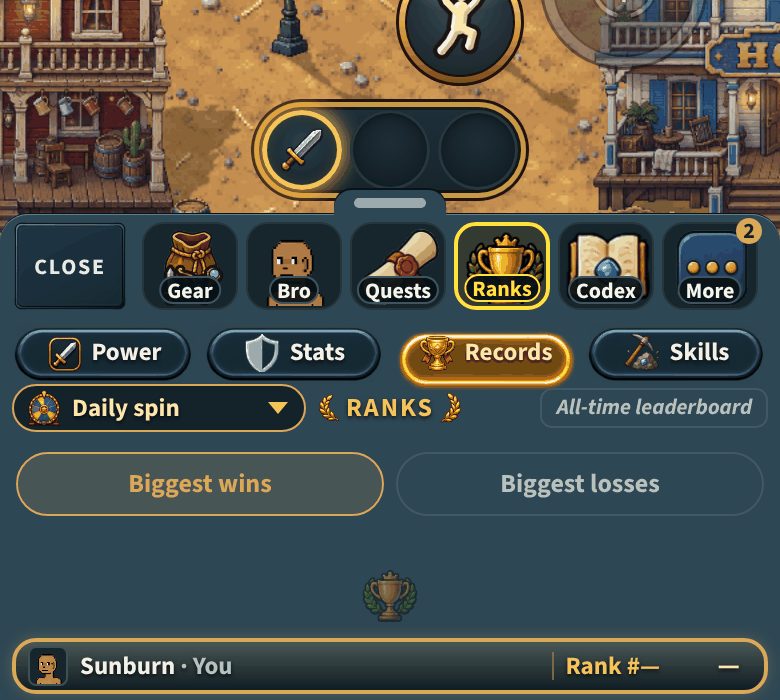 CLOSE
Gear
Bro
Quests
Ranks
Codex
2
More
Power
Stats
Records
Skills
Daily spin
RANKS
All-time leaderboard
Biggest wins
Biggest losses
Sunburn · You
Rank #—
—